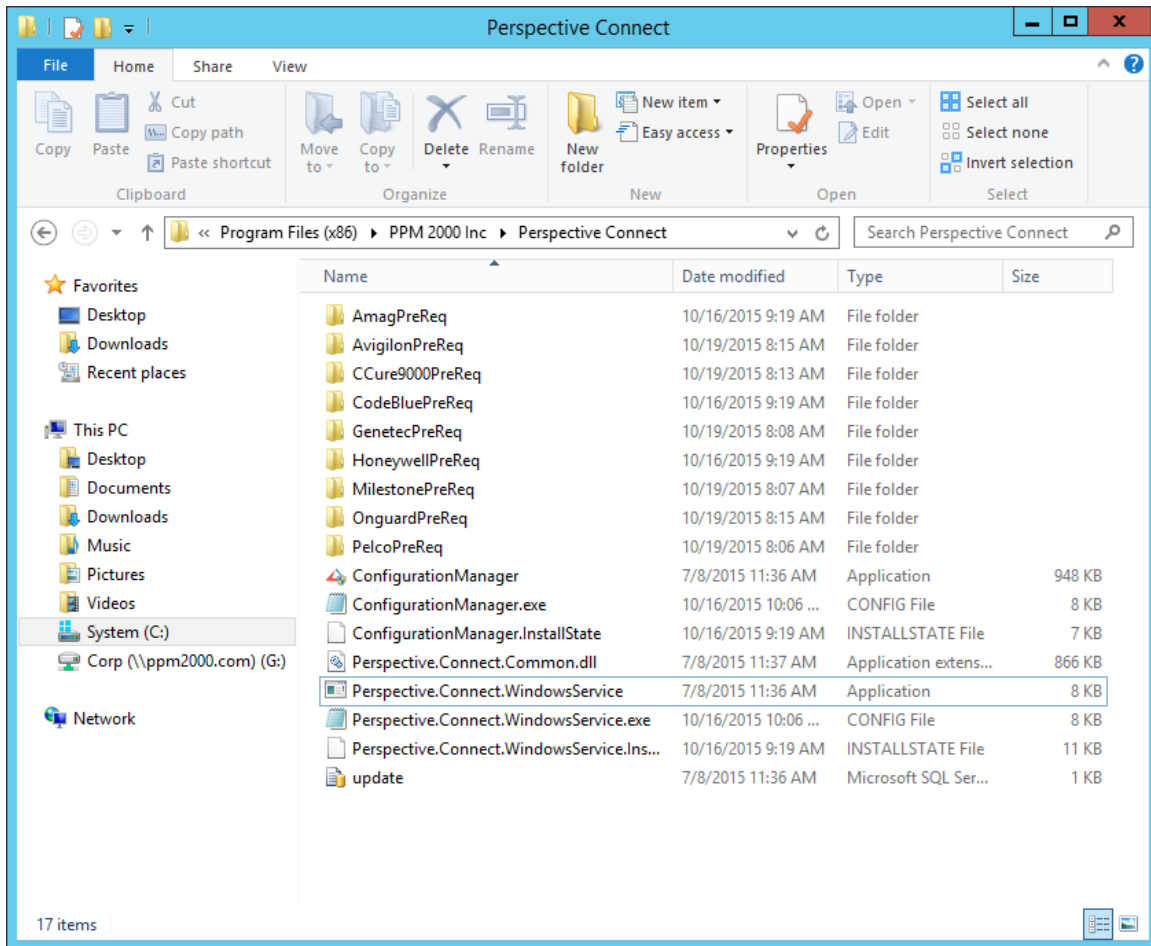 Perspective Connect
File Home Share View
Copy
Paste
Cut
Copy path
Paste shortcut
Clipboard
Move to
Copy to
Delete
Rename
Organize
New folder
New item
Easy access
New
Properties
Open
Edit
Open
Select all
Select none
Invert selection
Select
« Program Files (x86) PPM 2000 Inc Perspective Connect
Search Perspective Connect
Favorites
Desktop
Downloads
Recent places
This PC
Desktop
Documents
Downloads
Music
Pictures
Videos
System (C:)
Corp (\\ppm2000.com) (G:)
Network
Name Date modified Type Size
AmagPreReq 10/16/2015 9:19 AM File folder
AvigilonPreReq 10/19/2015 8:15 AM File folder
CCure9000PreReq 10/19/2015 8:13 AM File folder
CodeBluePreReq 10/16/2015 9:19 AM File folder
GenetecPreReq 10/19/2015 8:08 AM File folder
HoneywellPreReq 10/16/2015 9:19 AM File folder
MilestonePreReq 10/19/2015 8:07 AM File folder
OnguardPreReq 10/19/2015 8:15 AM File folder
PelcoPreReq 10/19/2015 8:06 AM File folder
ConfigurationManager 7/8/2015 11:36 AM Application 948 KB
ConfigurationManager.exe 10/16/2015 10:06 ... CONFIG File 8 KB
ConfigurationManager.InstallState 10/16/2015 9:19 AM INSTALLSTATE File 7 KB
Perspective.Connect.Common.dll 7/8/2015 11:37 AM Application extens... 866 KB
Perspective.Connect.WindowsService 7/8/2015 11:36 AM Application 8 KB
Perspective.Connect.WindowsService.exe 10/16/2015 10:06 ... CONFIG File 8 KB
Perspective.Connect.WindowsService.Ins... 10/16/2015 9:19 AM INSTALLSTATE File 11 KB
update 7/8/2015 11:36 AM Microsoft SQL Ser... 1 KB
17 items